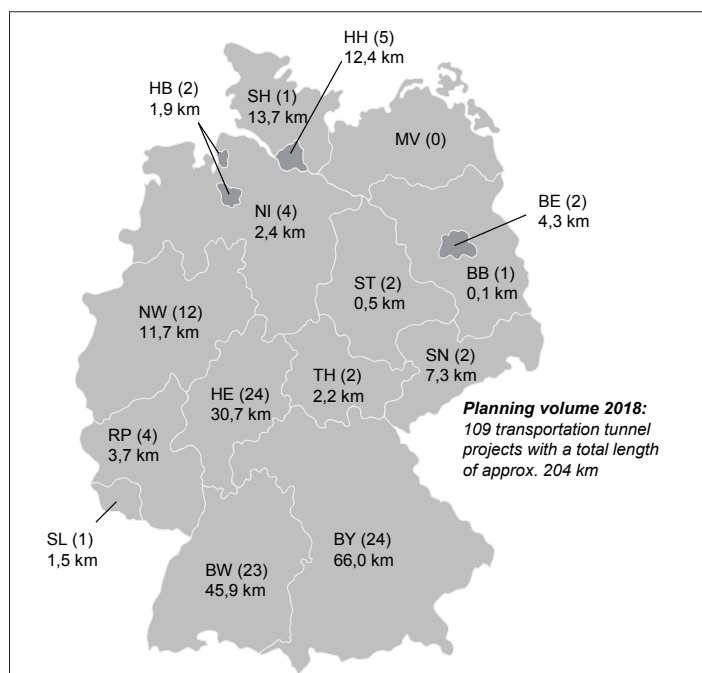 HH (5)
12,4 km
HB (2)
1,9 km
SH (1)
13,7 km
MV (0)
BE (2)
4,3 km
NI (4)
2,4 km
BB (1)
0,1 km
ST (2)
0,5 km
NW (12)
11,7 km
SN (2)
7,3 km
TH (2)
2,2 km
HE (24)
30,7 km
Planning volume 2018:
109 transportation tunnel
projects with a total length
of approx. 204 km
RP (4)
3,7 km
SL (1)
1,5 km
BY (24)
66,0 km
BW (23)
45,9 km